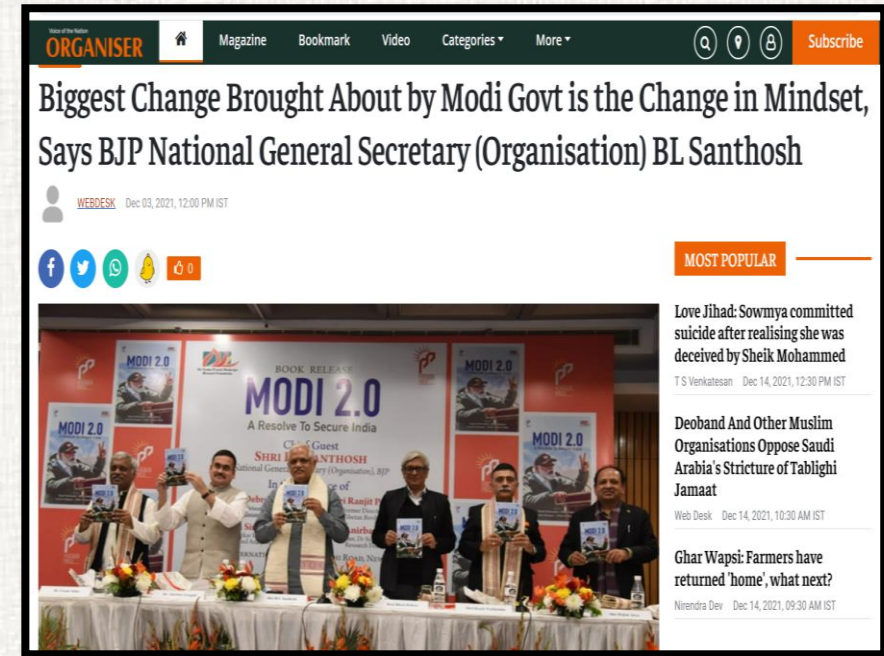 Voice of the Nation
ORGANISER
Magazine
Bookmark
Video
Categories
More
Subscribe
Biggest Change Brought About by Modi Govt is the Change in Mindset,
Says BJP National General Secretary (Organisation) BL Santhosh
WEBDESK Dec 03, 2021, 12:00 PM IST
0
MOST POPULAR
Love Jihad: Sowmya committed
suicide after realising she was
deceived by Sheik Mohammed
T S Venkatesan Dec 14, 2021, 12:30 PM IST
Deoband And Other Muslim
Organisations Oppose Saudi
Arabia's Stricture of Tablighi
Jamaat
Web Desk Dec 14, 2021, 10:30 AM IST
Ghar Wapsi: Farmers have
returned 'home', what next?
Nirendra Dev Dec 14, 2021, 09:30 AM IST
BOOK RELEASE
MODI 2.0
A Resolve To Secure India
Chief Guest
SHRI
THOSH
(Organisation), BJP
MODI 2.0
MODI 2.0
MODI 2.0
MODI 2.0